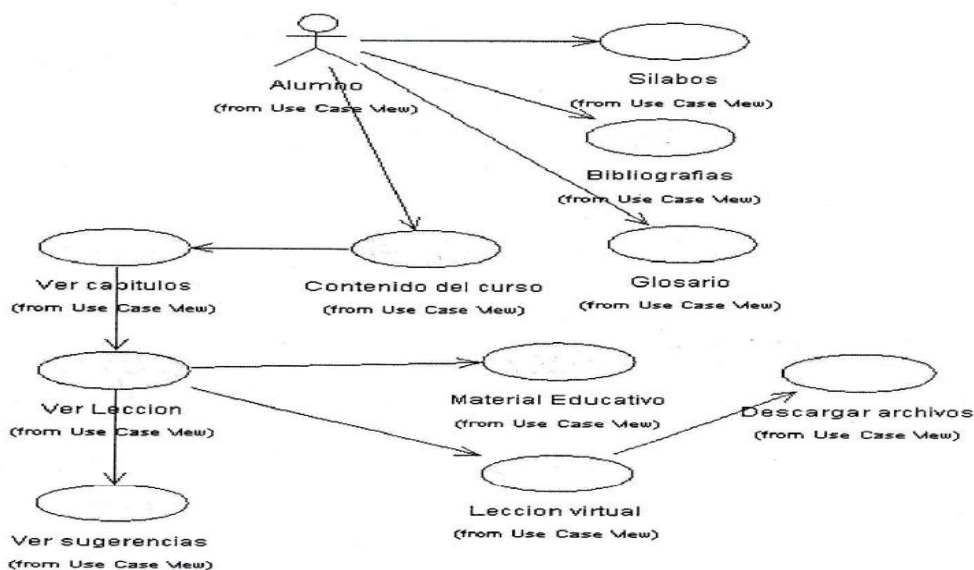 Alumno
(from Use Case View)
Silabos
(from Use Case View)
Bibliografias
(from Use Case View)
Glosario
(from Use Case View)
Contenido del curso
(from Use Case View)
Ver capitulos
(from Use Case View)
Ver Leccion
(from Use Case View)
Material Educativo
(from Use Case View)
Descargar archivos
(from Use Case View)
Leccion virtual
(from Use Case View)
Ver sugerencias
(from Use Case View)